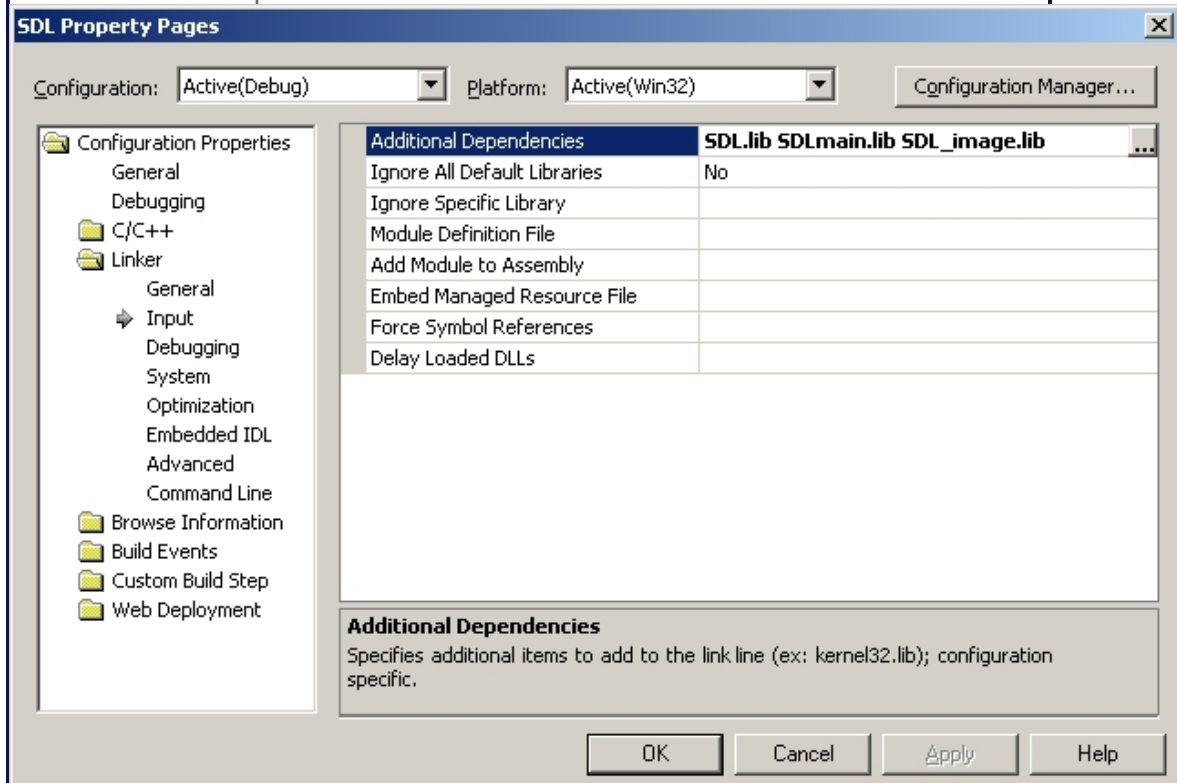 SDL Property Pages
Configuration: Active(Debug) Platform: Active(Win32) Configuration Manager...
Configuration Properties
General
Debugging
C/C++
Linker
General
Input
Debugging
System
Optimization
Embedded IDL
Advanced
Command Line
Browse Information
Build Events
Custom Build Step
Web Deployment
Additional Dependencies SDL.lib SDLmain.lib SDL_image.lib ...
Ignore All Default Libraries No
Ignore Specific Library
Module Definition File
Add Module to Assembly
Embed Managed Resource File
Force Symbol References
Delay Loaded DLLs
Additional Dependencies
Specifies additional items to add to the link line (ex: kernel32.lib); configuration
specific.
OK Cancel Apply Help